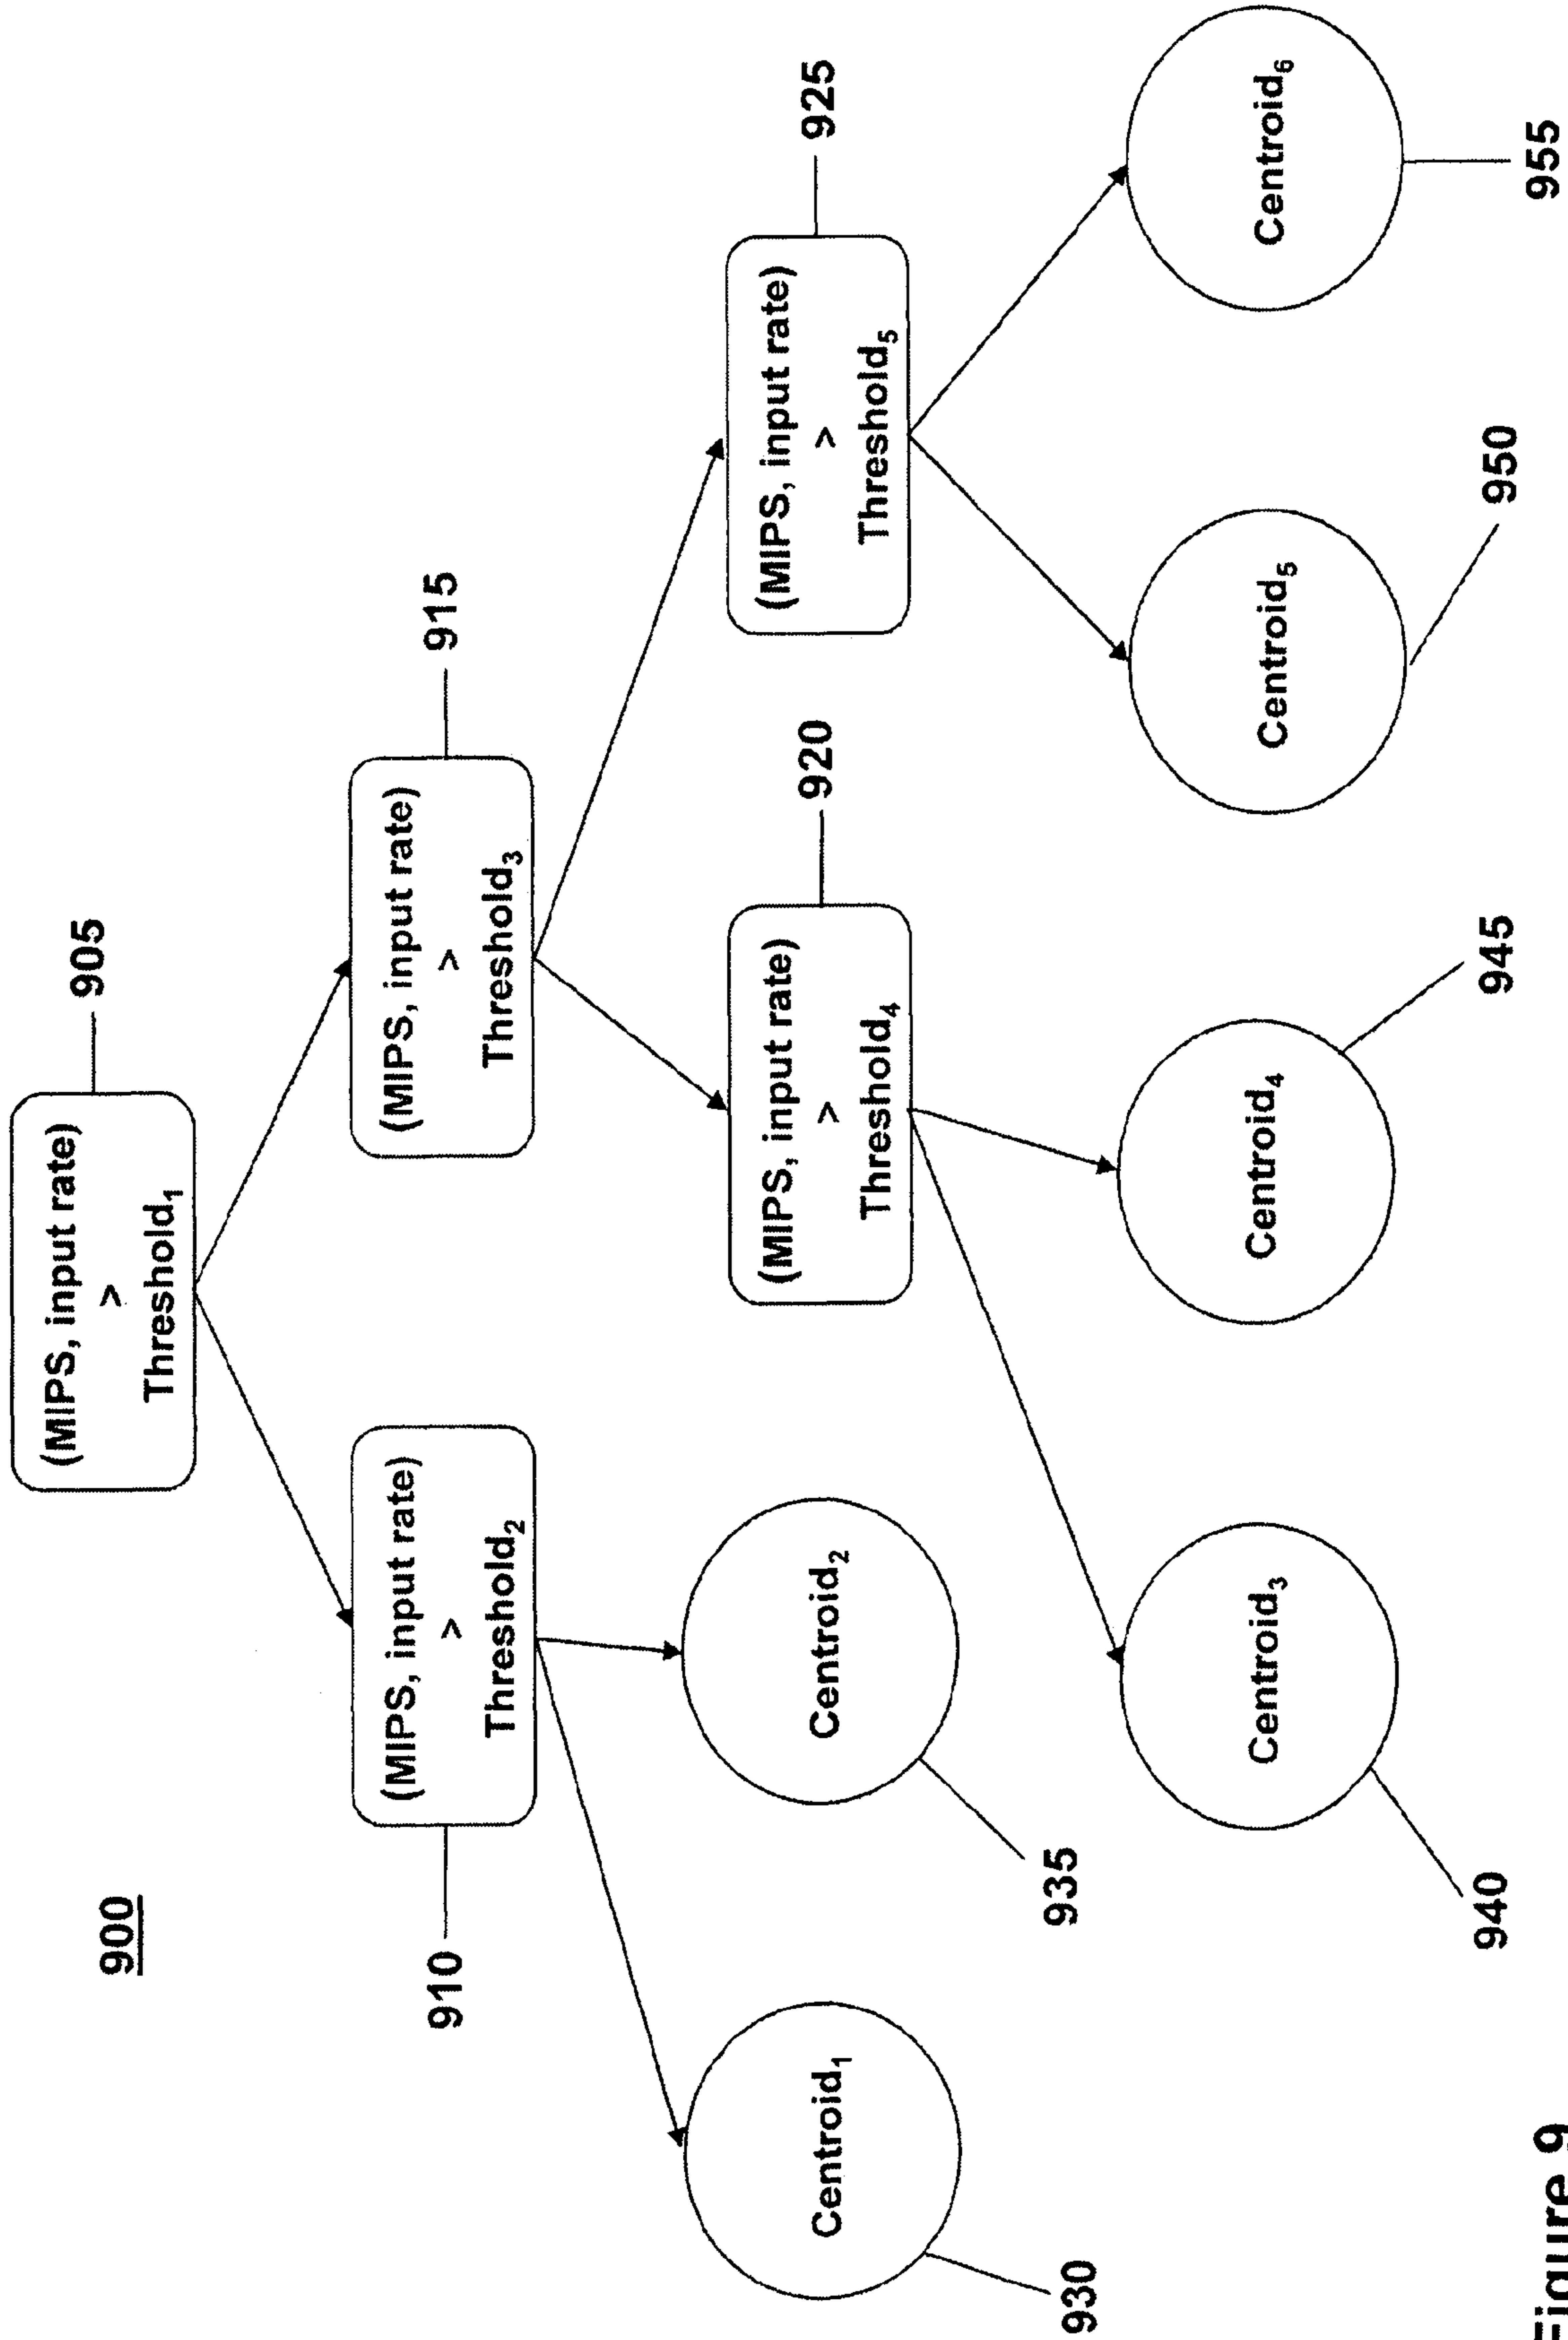 900
(MIPS, input rate)
>
Threshold₁
905
910
(MIPS, input rate)
>
Threshold₂
(MIPS, input rate)
>
Threshold₃
915
Centroid₁
930
Centroid₂
935
(MIPS, input rate)
>
Threshold₄
920
(MIPS, input rate)
>
Threshold₅
925
Centroid₃
940
Centroid₄
945
Centroid₅
950
Centroid₆
955
Figure 9